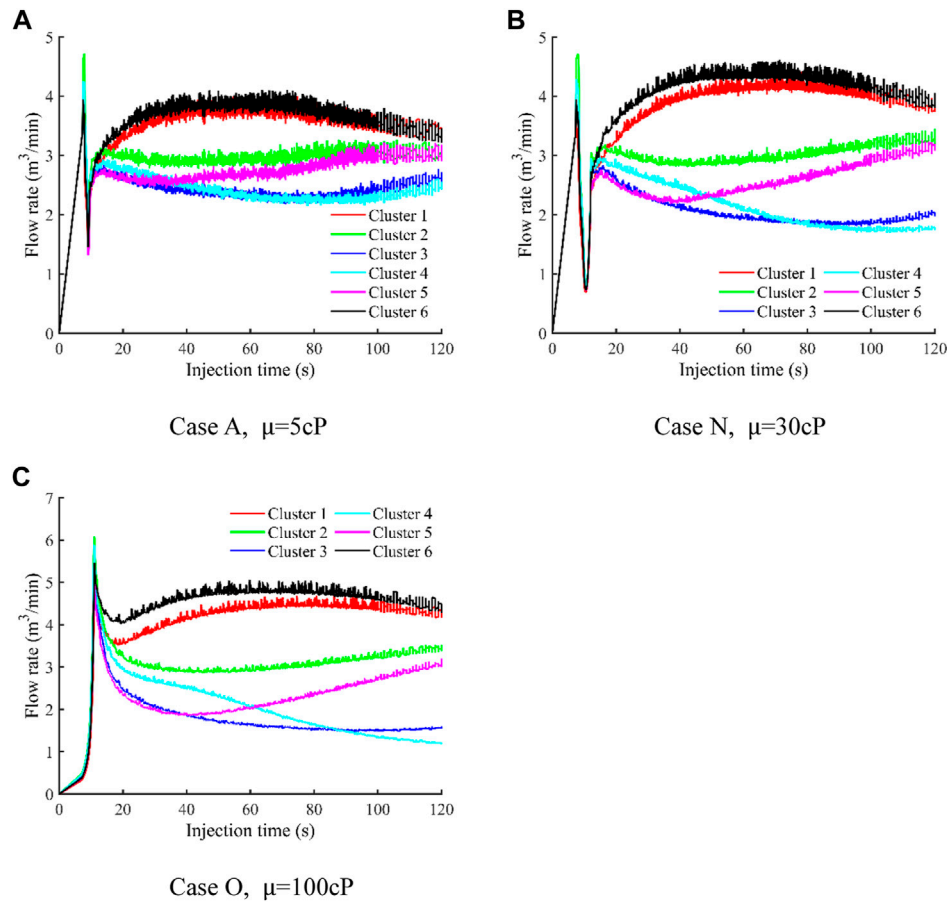 A
B
5
4
3
2
1
0
Flow rate (m³/min)
Cluster 1
Cluster 2
Cluster 3
Cluster 4
Cluster 5
Cluster 6
0 20 40 60 80 100 120
Injection time (s)
Case A, μ=5cP
5
4
3
2
1
0
Flow rate (m³/min)
Cluster 1 Cluster 4
Cluster 2 Cluster 5
Cluster 3 Cluster 6
0 20 40 60 80 100 120
Injection time (s)
Case N, μ=30cP
C
7
6
5
4
3
2
1
0
Flow rate (m³/min)
Cluster 1 Cluster 4
Cluster 2 Cluster 5
Cluster 3 Cluster 6
0 20 40 60 80 100 120
Injection time (s)
Case O, μ=100cP